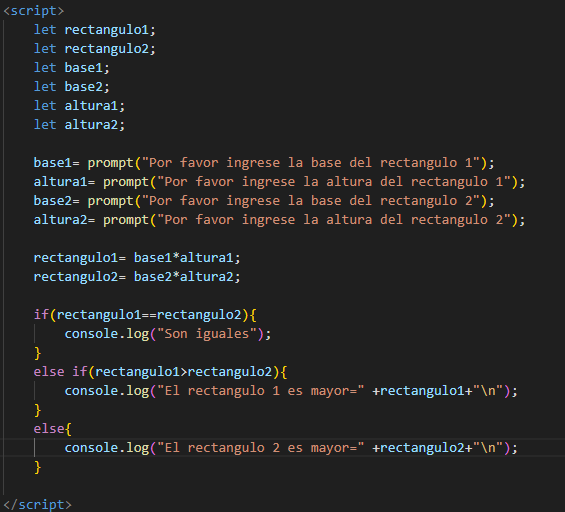 <script>
let rectangulo1;
let rectangulo2;
let base1;
let base2;
let altura1;
let altura2;
base1= prompt("Por favor ingrese la base del rectangulo 1");
altura1= prompt("Por favor ingrese la altura del rectangulo 1");
base2= prompt("Por favor ingrese la base del rectangulo 2");
altura2= prompt("Por favor ingrese la altura del rectangulo 2");
rectangulo1= base1*altura1;
rectangulo2= base2*altura2;
if(rectangulo1==rectangulo2){
console.log("Son iguales");
}
else if(rectangulo1>rectangulo2){
console.log("El rectangulo 1 es mayor=" +rectangulo1+"\n");
}
else{
console.log("El rectangulo 2 es mayor=" +rectangulo2+"\n");
}
</script>